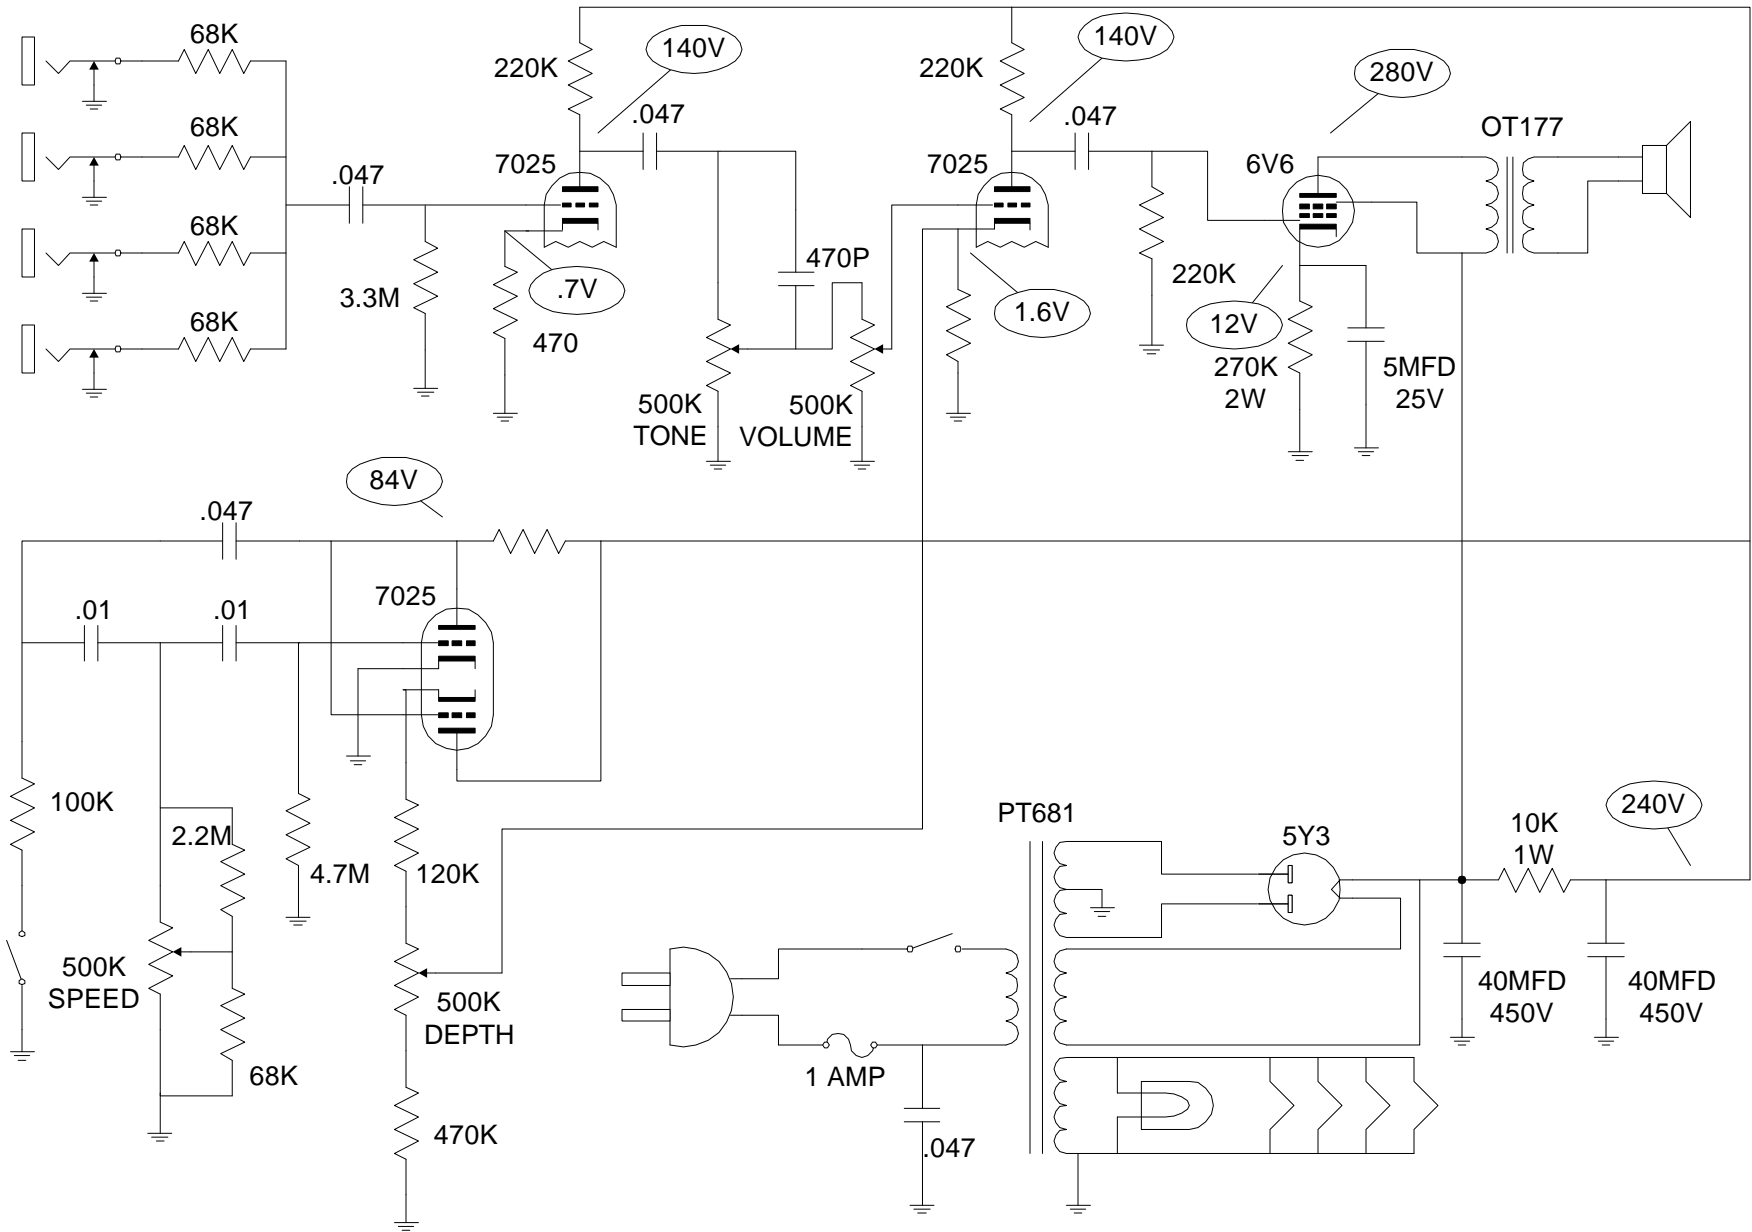 68K
68K
68K
68K
.047
3.3M
220K
140V
7025
.7V
470
.047
470P
500K
TONE
500K
VOLUME
220K
140V
7025
1.6V
.047
220K
6V6
280V
12V
270K
2W
5MFD
25V
OT177
84V
.047
.01
.01
7025
100K
2.2M
4.7M
120K
500K
SPEED
68K
500K
DEPTH
470K
1 AMP
.047
PT681
5Y3
10K
1W
240V
40MFD
450V
40MFD
450V